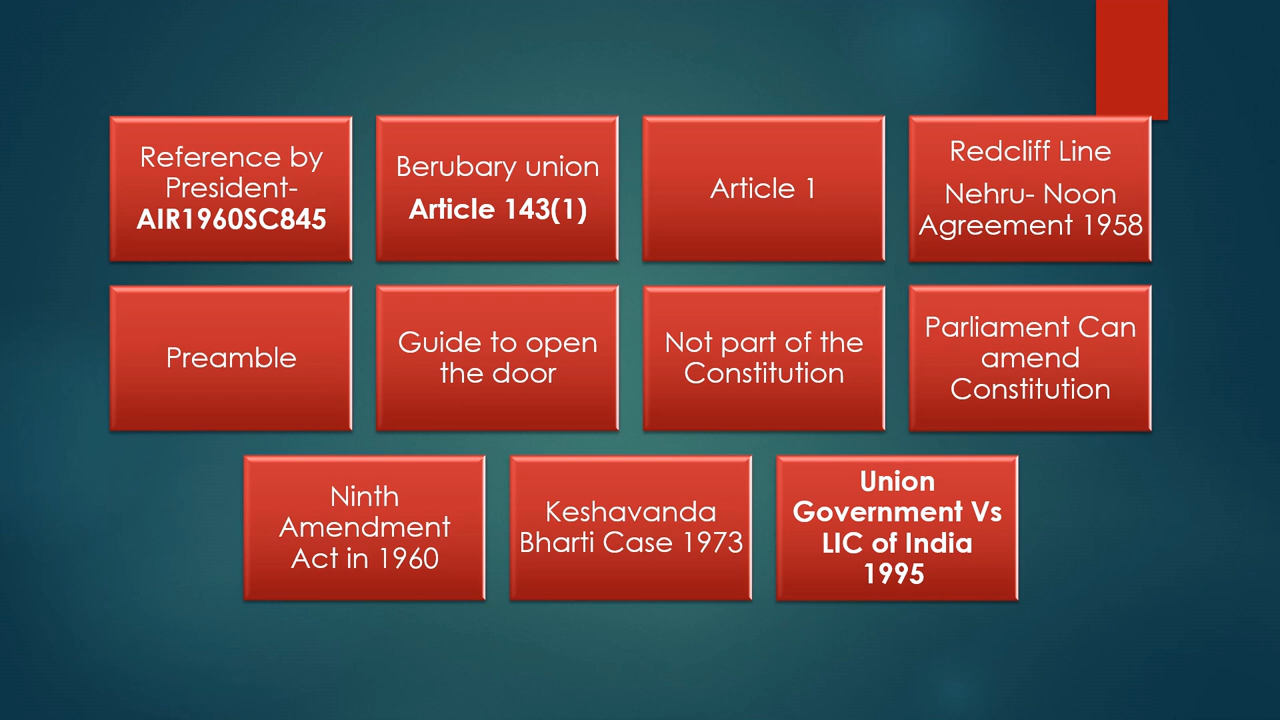 Reference by
President-
AIR1960SC845
Berubary union
Article 143(1)
Article 1
Redcliff Line
Nehru- Noon
Agreement 1958
Preamble
Guide to open
the door
Not part of the
Constitution
Parliament Can
amend
Constitution
Ninth
Amendment
Act in 1960
Keshavanda
Bharti Case 1973
Union
Government Vs
LIC of India
1995